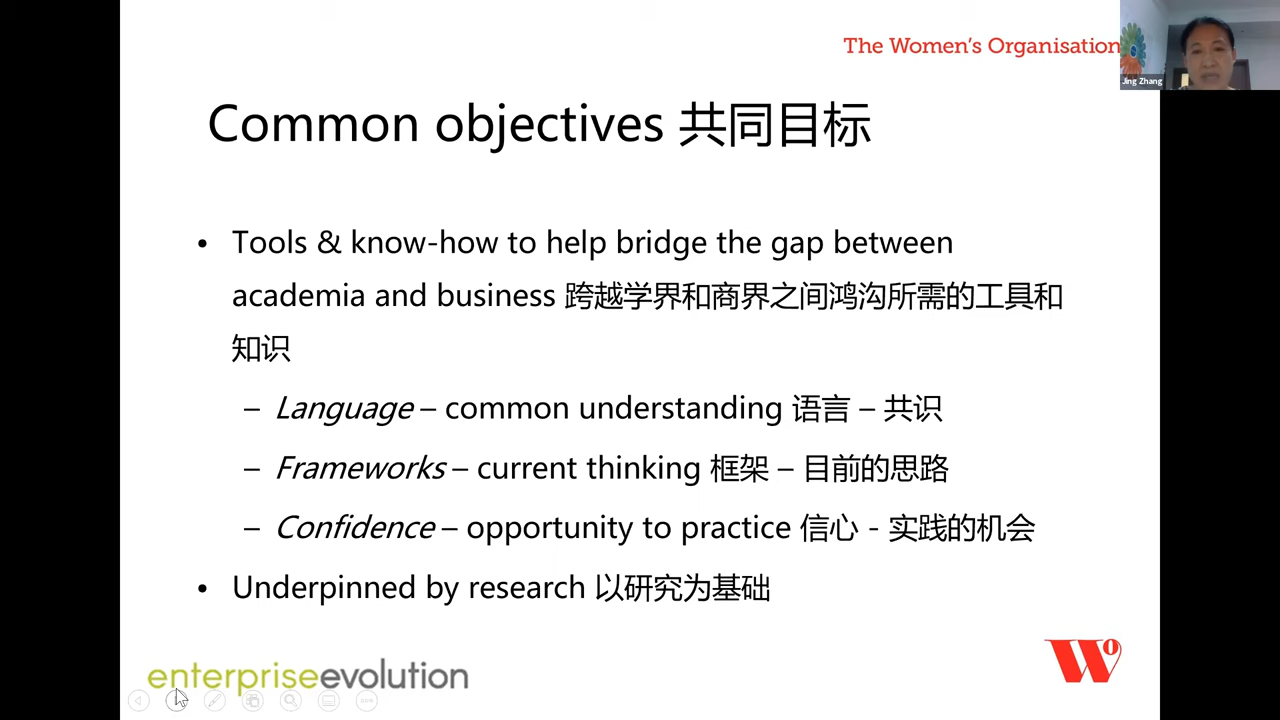 The Women's Organisation
Jing Zhang
Common objectives 共同目标
• Tools & know-how to help bridge the gap between
academia and business 跨越学界和商界之间鸿沟所需的工具和
知识
– Language – common understanding 语言 – 共识
– Frameworks – current thinking 框架 – 目前的思路
– Confidence – opportunity to practice 信心 - 实践的机会
• Underpinned by research 以研究为基础
enterpriseevolution
WO